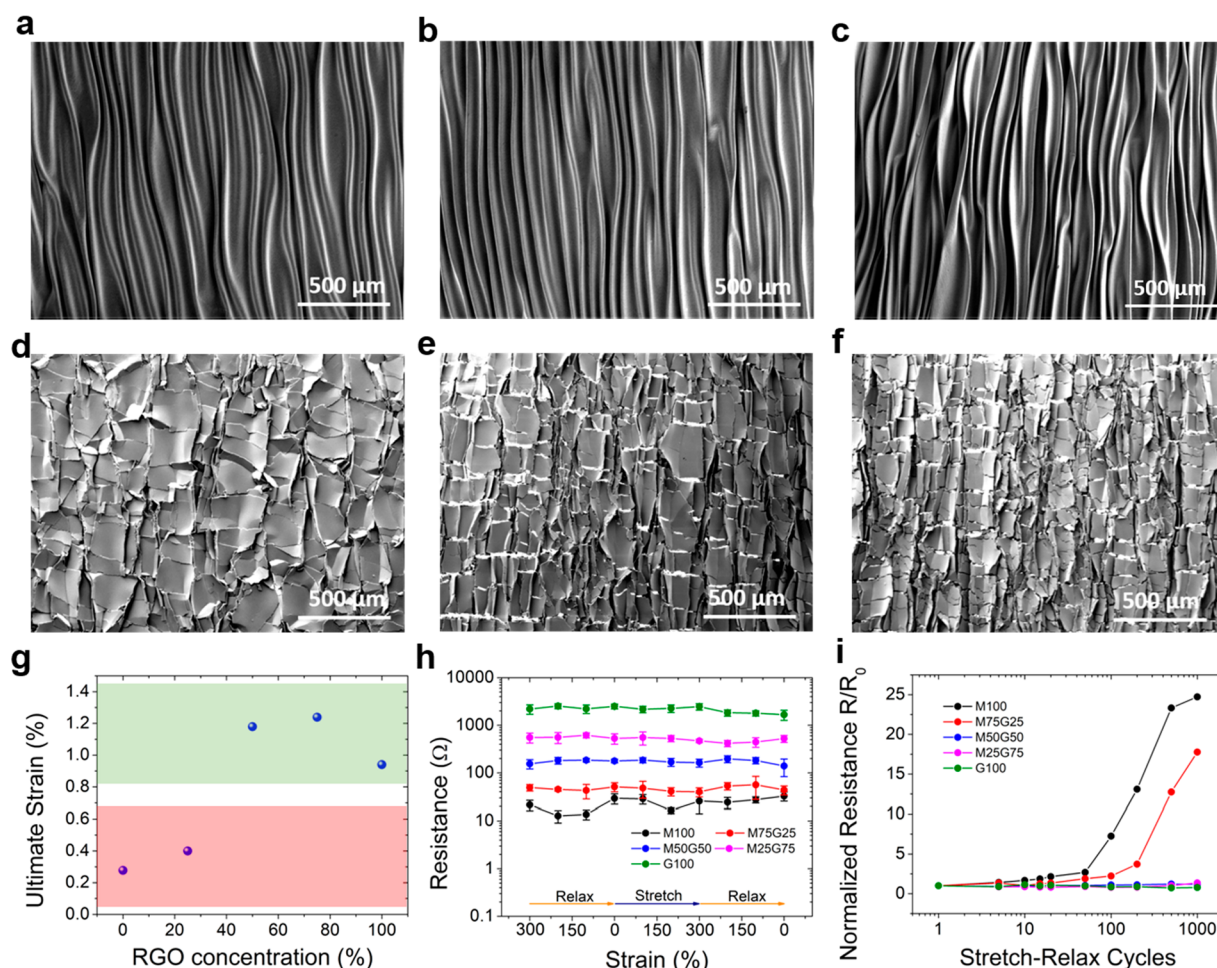 a
b
c
500 µm
500 µm
500 µm
d
e
f
500 µm
500 µm
500 µm
g
h
i
Ultimate Strain (%)
1.4
1.2
1.0
0.8
0.6
0.4
0.2
0.0
0 20 40 60 80 100
RGO concentration (%)
Resistance (Ω)
10000
1000
100
10
1
0.1
M100
M75G25
M50G50
M25G75
G100
Relax
Stretch
Relax
300 150 0 150 300 150 0
Strain (%)
Normalized Resistance R/R0
25
20
15
10
5
0
M100
M75G25
M50G50
M25G75
G100
1 10 100 1000
Stretch-Relax Cycles